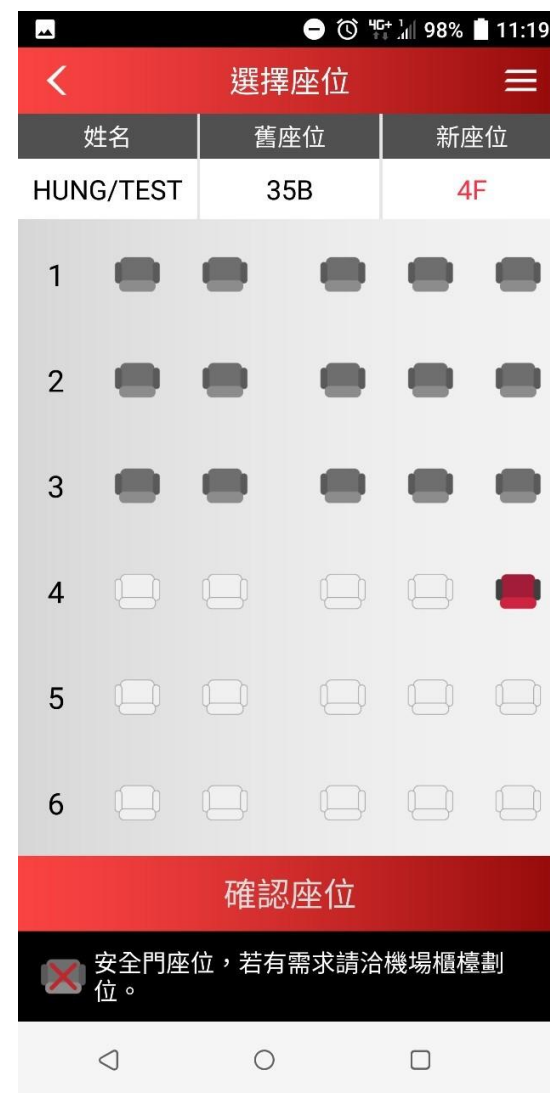 4G+ 98% 11:19
選擇座位
姓名 舊座位 新座位
HUNG/TEST 35B 4F
1
2
3
4
5
6
確認座位
安全門座位，若有需求請洽機場櫃檯劃
位。